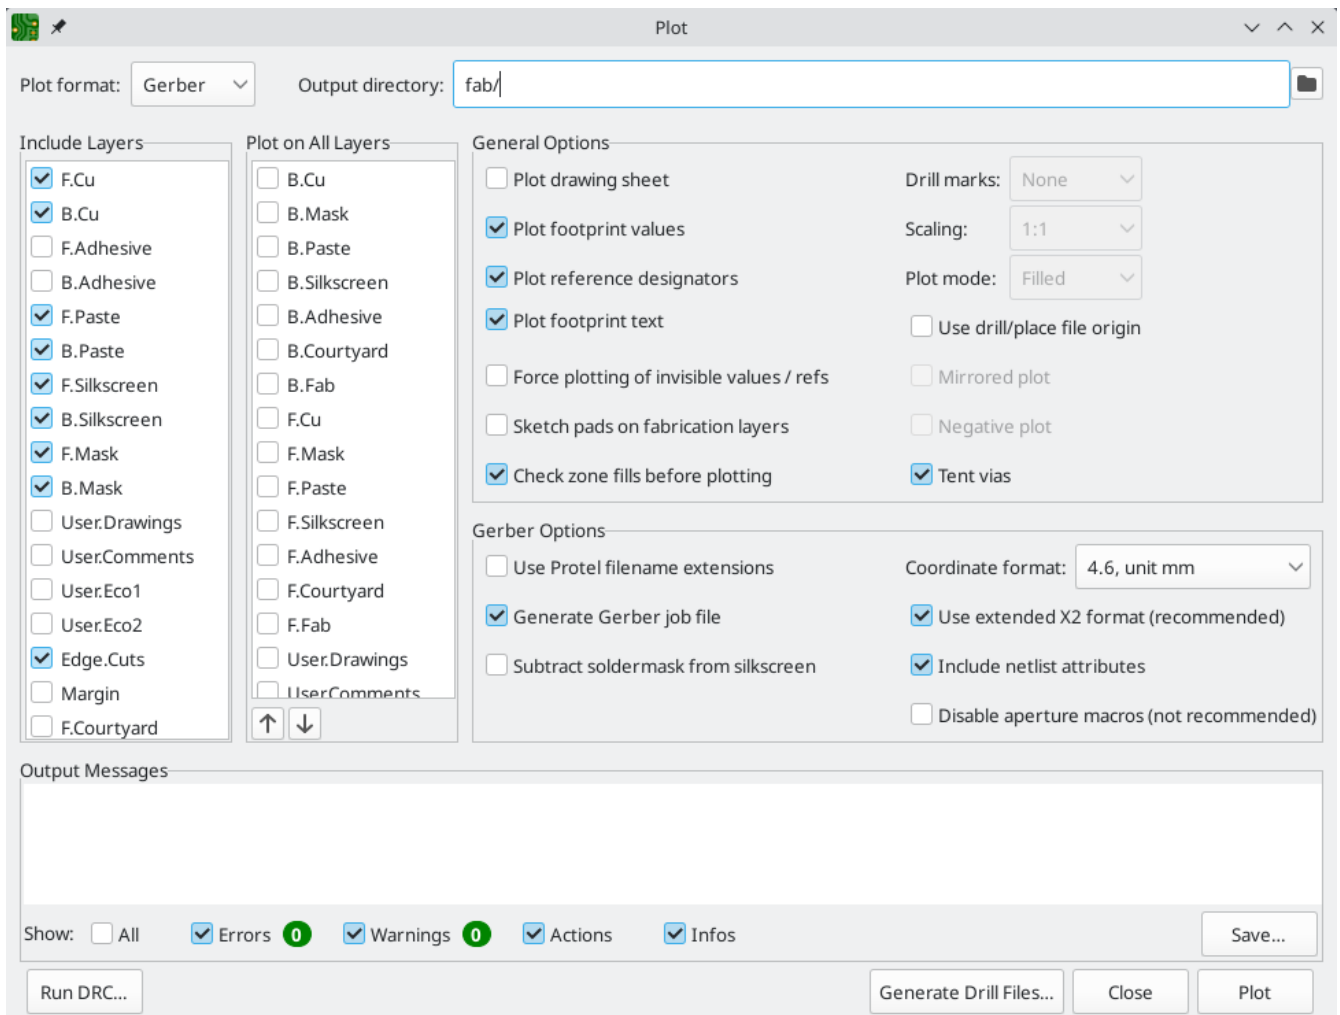 Plot
Plot format: Gerber Output directory: fab/
Include Layers
F.Cu
B.Cu
F.Adhesive
B.Adhesive
F.Paste
B.Paste
F.Silkscreen
B.Silkscreen
F.Mask
B.Mask
User.Drawings
User.Comments
User.Eco1
User.Eco2
Edge.Cuts
Margin
F.Courtyard
Plot on All Layers
B.Cu
B.Mask
B.Paste
B.Silkscreen
B.Adhesive
B.Courtyard
B.Fab
F.Cu
F.Mask
F.Paste
F.Silkscreen
F.Adhesive
F.Courtyard
F.Fab
User.Drawings
User.Comments
General Options
Plot drawing sheet
Plot footprint values
Plot reference designators
Plot footprint text
Force plotting of invisible values / refs
Sketch pads on fabrication layers
Check zone fills before plotting
Drill marks: None
Scaling: 1:1
Plot mode: Filled
Use drill/place file origin
Mirrored plot
Negative plot
Tent vias
Gerber Options
Use Protel filename extensions
Generate Gerber job file
Subtract soldermask from silkscreen
Coordinate format: 4.6, unit mm
Use extended X2 format (recommended)
Include netlist attributes
Disable aperture macros (not recommended)
Output Messages
Show: All Errors 0 Warnings 0 Actions Infos Save...
Run DRC... Generate Drill Files... Close Plot